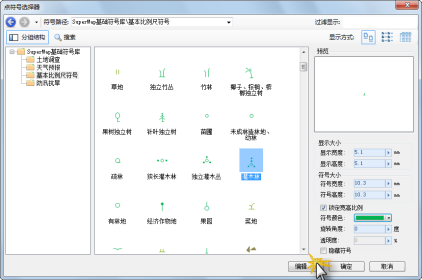 点符号选择器
符号路径: SuperMap基础符号库\基本比例尺符号
过滤显示:
分组结构 搜索
显示方式:
SuperMap基础符号库
土地调查
天气预报
基本比例尺符号
防汛抗旱
草地 独立竹丛 竹林 椰子、棕榈、槟榔独立树
果树独立树 针叶独立树 苗圃 未成林造林地、幼林
疏林 狭长灌木林 独立灌木丛 灌木林
有林地 经济作物地 果园 菜地
预览
显示大小
显示宽度: 5.1 mm
显示高度: 5.1 mm
符号大小
符号宽度: 10.3 mm
符号高度: 10.3 mm
锁定宽高比例
符号颜色:
旋转角度: 0 度
透明度: 0 %
隐藏符号
编辑 确定 取消